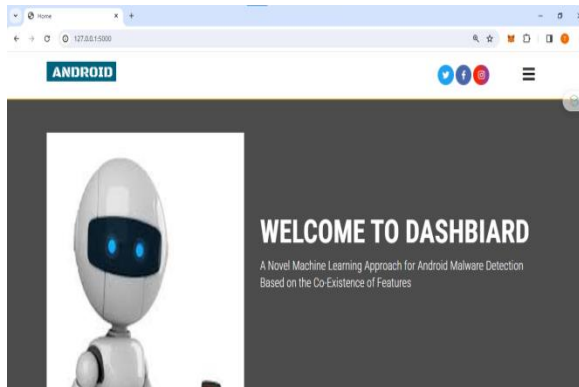 Home
127.0.0.1:5000
ANDROID
WELCOME TO DASHBIARD
A Novel Machine Learning Approach for Android Malware Detection
Based on the Co-Existence of Features